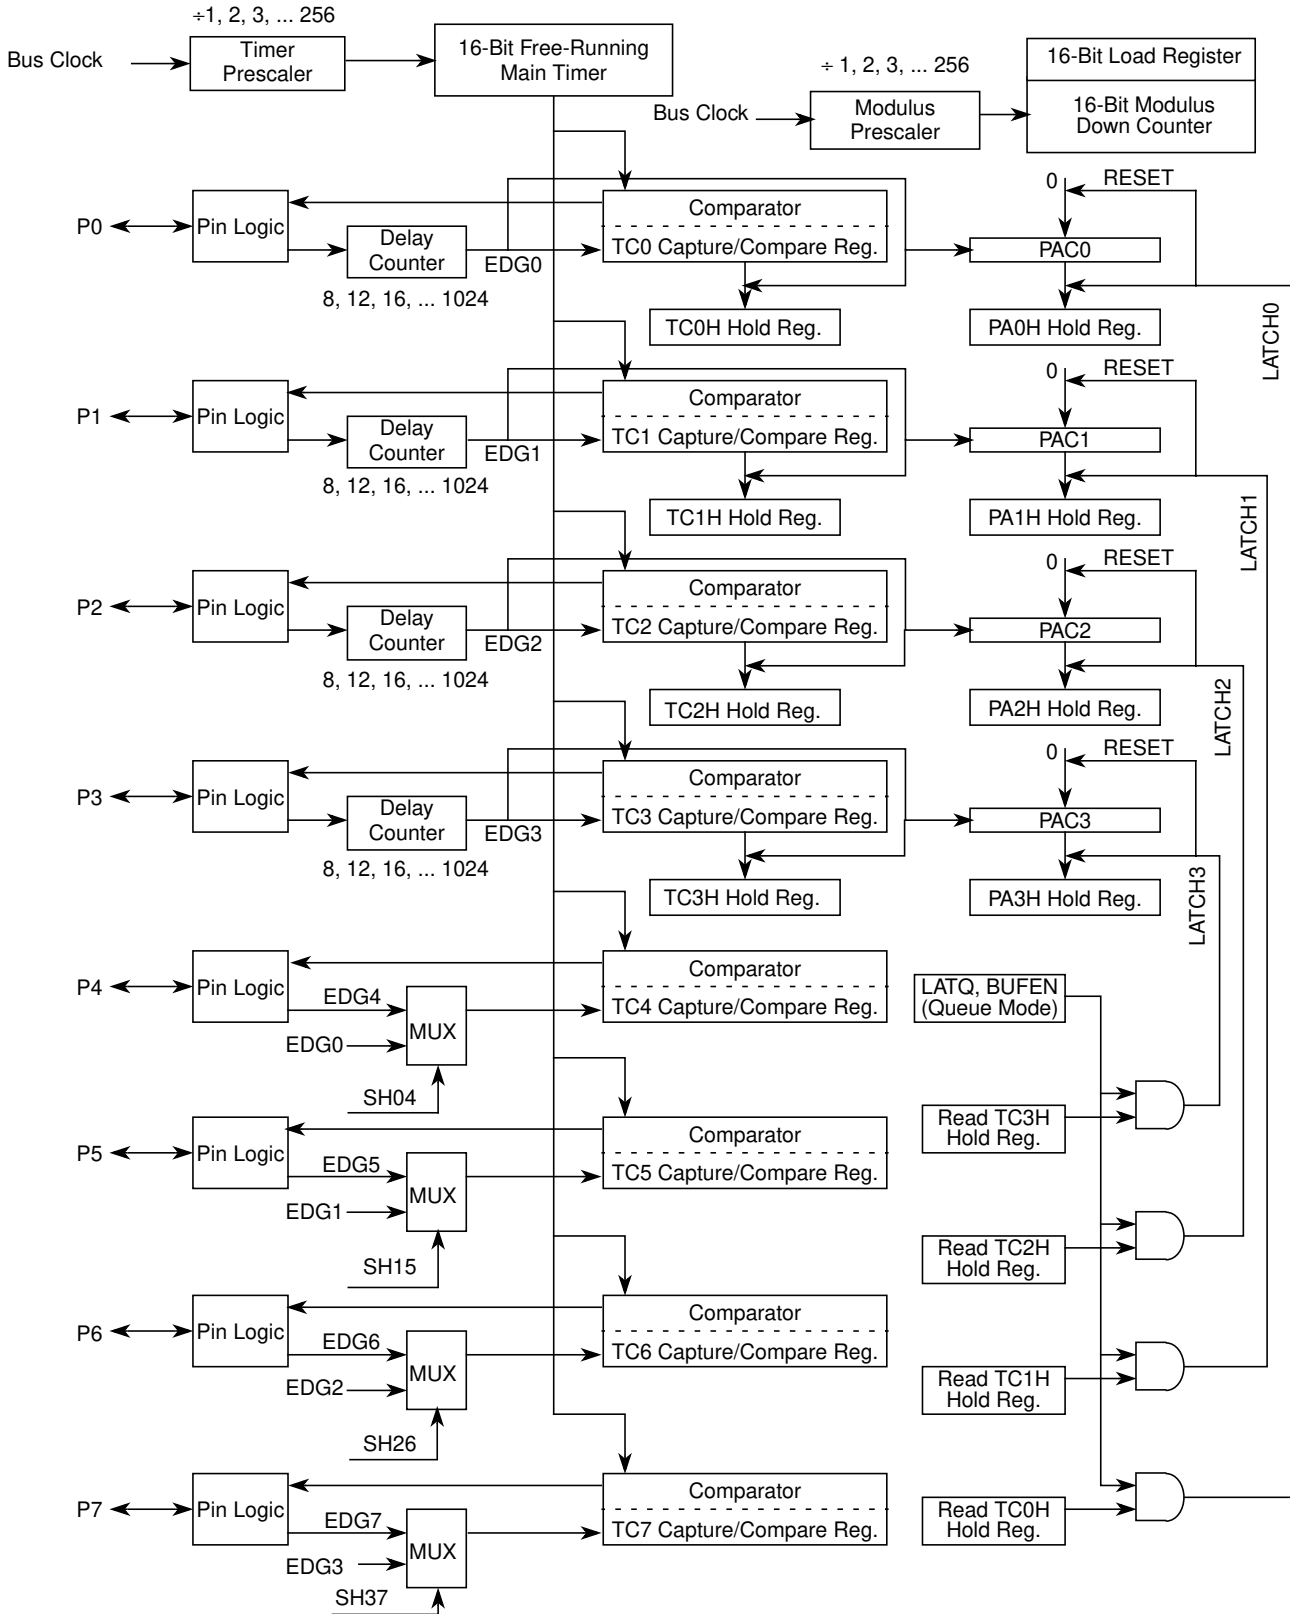 ÷1, 2, 3, ... 256
Bus Clock
Timer
Prescaler
16-Bit Free-Running
Main Timer
÷ 1, 2, 3, ... 256
Bus Clock
Modulus
Prescaler
16-Bit Load Register
16-Bit Modulus
Down Counter
P0
Pin Logic
Delay
Counter
8, 12, 16, ... 1024
EDG0
Comparator
TC0 Capture/Compare Reg.
TC0H Hold Reg.
0
RESET
PAC0
PA0H Hold Reg.
LATCH0
P1
Pin Logic
Delay
Counter
8, 12, 16, ... 1024
EDG1
Comparator
TC1 Capture/Compare Reg.
TC1H Hold Reg.
0
RESET
PAC1
PA1H Hold Reg.
LATCH1
P2
Pin Logic
Delay
Counter
8, 12, 16, ... 1024
EDG2
Comparator
TC2 Capture/Compare Reg.
TC2H Hold Reg.
0
RESET
PAC2
PA2H Hold Reg.
LATCH2
P3
Pin Logic
Delay
Counter
8, 12, 16, ... 1024
EDG3
Comparator
TC3 Capture/Compare Reg.
TC3H Hold Reg.
0
RESET
PAC3
PA3H Hold Reg.
LATCH3
P4
Pin Logic
EDG4
EDG0
MUX
SH04
Comparator
TC4 Capture/Compare Reg.
LATQ, BUFEN
(Queue Mode)
Read TC3H
Hold Reg.
P5
Pin Logic
EDG5
EDG1
MUX
SH15
Comparator
TC5 Capture/Compare Reg.
Read TC2H
Hold Reg.
P6
Pin Logic
EDG6
EDG2
MUX
SH26
Comparator
TC6 Capture/Compare Reg.
Read TC1H
Hold Reg.
P7
Pin Logic
EDG7
EDG3
MUX
SH37
Comparator
TC7 Capture/Compare Reg.
Read TC0H
Hold Reg.